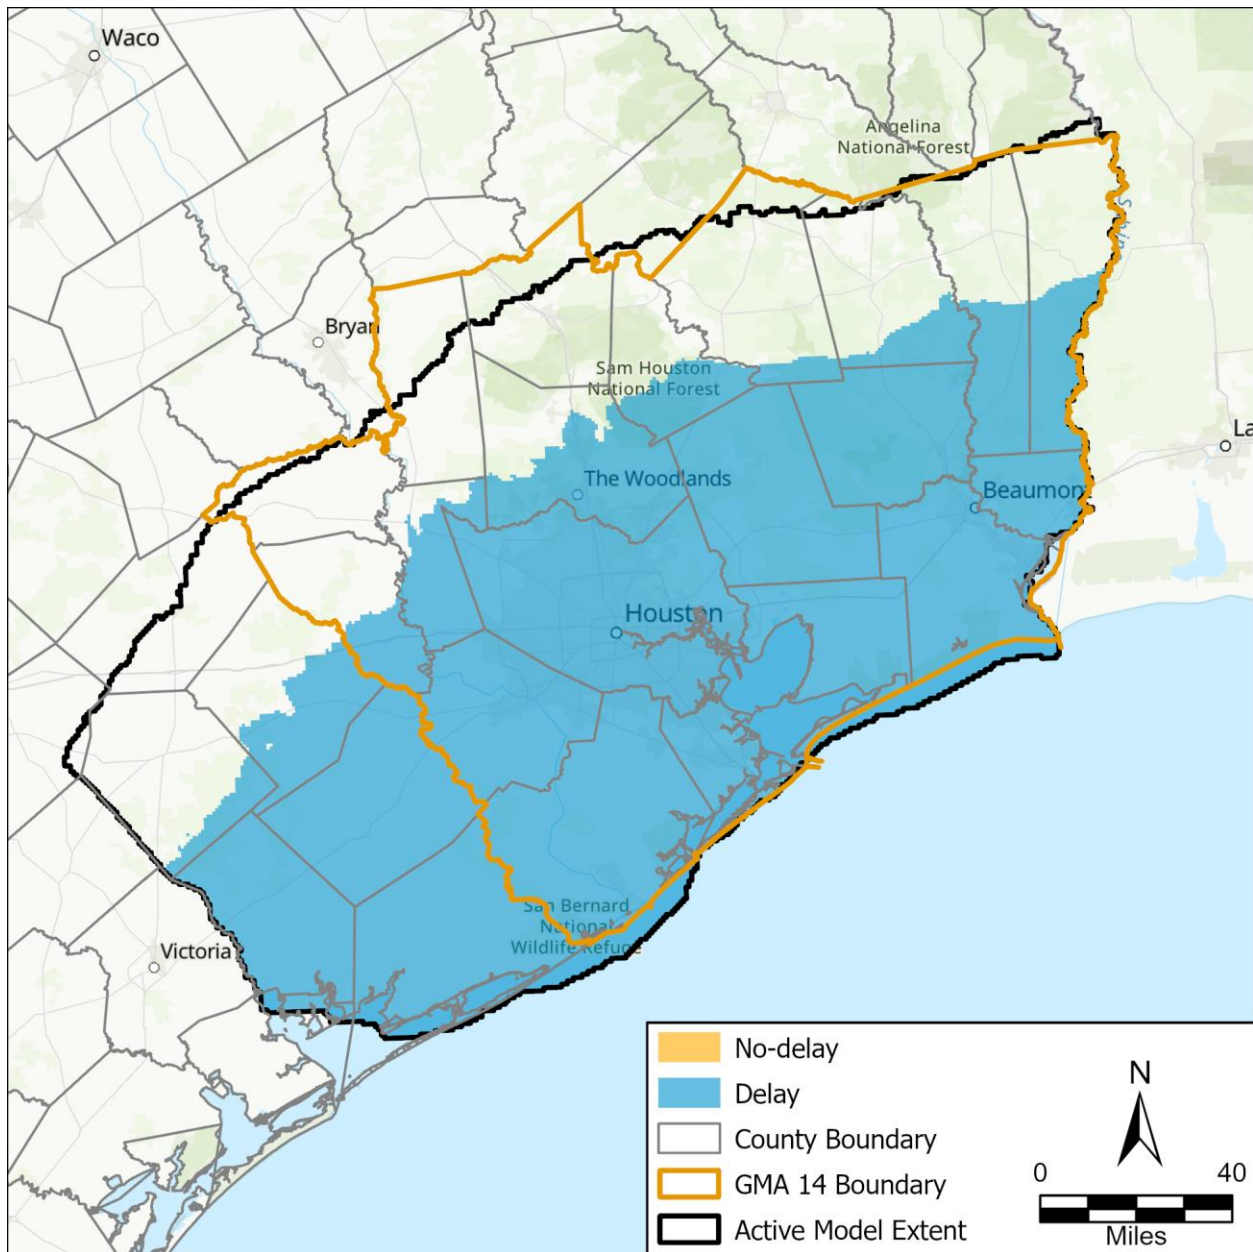 Waco
Angelina
National Forest
Bryan
Sam Houston
National Forest
The Woodlands
La
Beaumont
Houston
San Bernard
National
Wildlife Refuge
Victoria
No-delay
Delay
County Boundary
GMA 14 Boundary
Active Model Extent
N
0 40
Miles